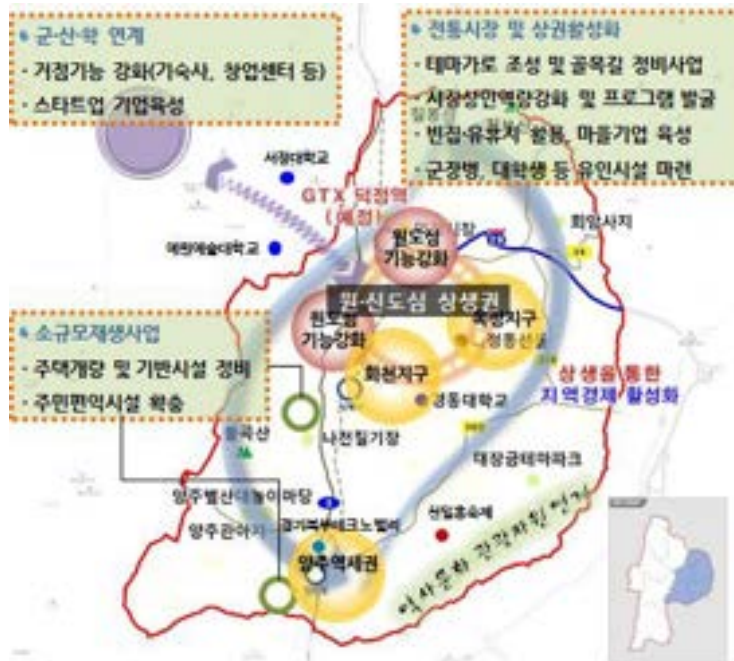 군·산·학 연계
· 거점기능 강화(기숙사, 창업센터 등)
· 스타트업 기업육성
전통시장 및 상권활성화
· 테마가로 조성 및 골목길 정비사업
· 시장상인역량강화 및 프로그램 발굴
· 빈집·유휴지 활용, 마을기업 육성
· 군장병, 대학생 등 유인시설 마련
서정대학교
GTX 덕정역
(예정)
예원예술대학교
회암사지
원도심
기능강화
원·신도심 상생권
원도심
기능강화
옥정지구
회천지구
소규모재생사업
· 주택개량 및 기반시설 정비
· 주민편익시설 확충
상생을 통한
지역경제 활성화
경동대학교
나전칠기장
대장금테마파크
양주별산대놀이마당
양주관아지
경기북부테크노밸리
양주역세권
역사문화 관광자원 연계